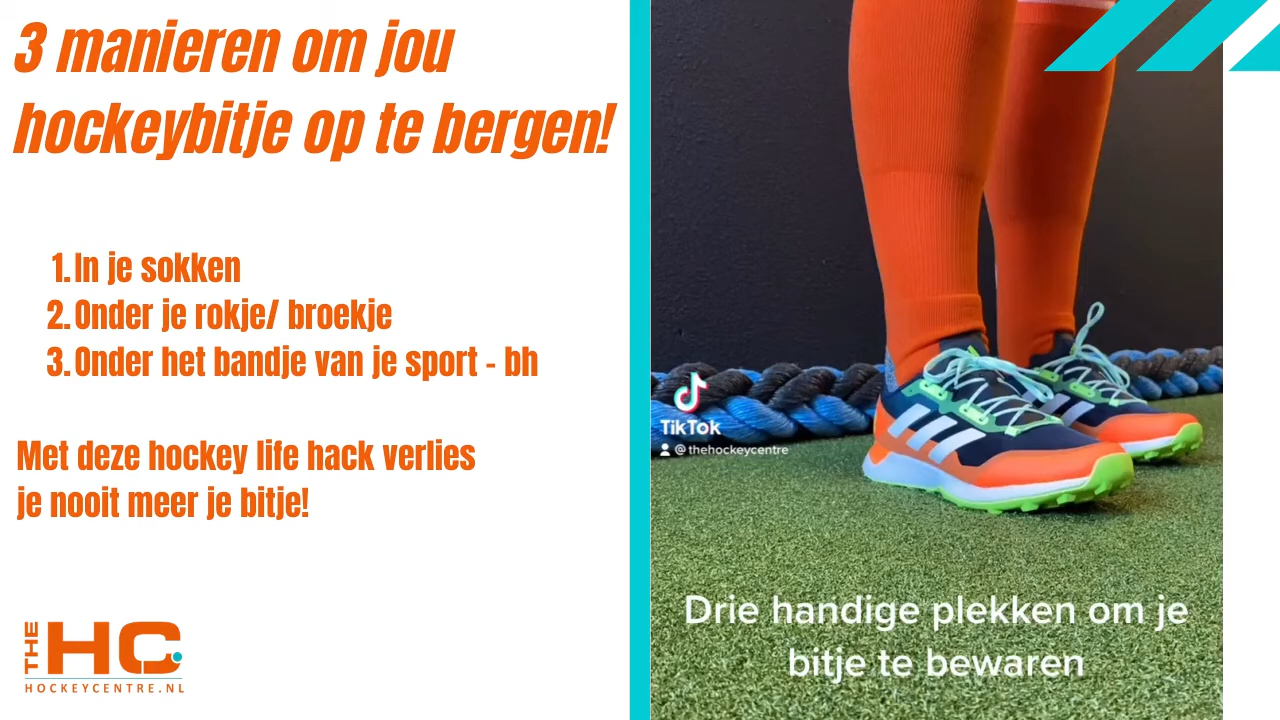 3 manieren om jou
hockeybitje op te bergen!
1. In je sokken
2. Onder je rokje/ broekje
3. Onder het bandje van je sport - bh
Met deze hockey life hack verlies
je nooit meer je bitje!
THE HC
HOCKEYCENTRE.NL
TikTok
@thehockeycentre
Drie handige plekken om je
bitje te bewaren